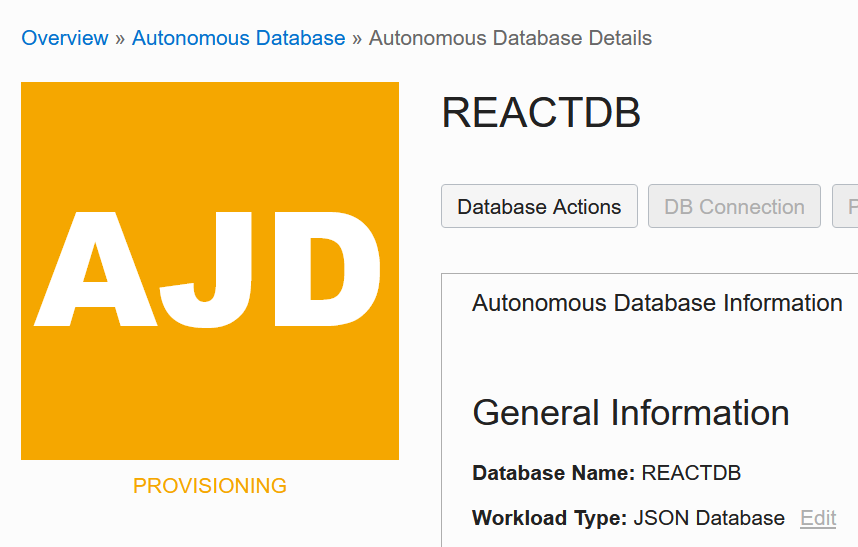 Overview » Autonomous Database » Autonomous Database Details
AJD
PROVISIONING
REACTDB
Database Actions DB Connection
Autonomous Database Information
General Information
Database Name: REACTDB
Workload Type: JSON Database Edit